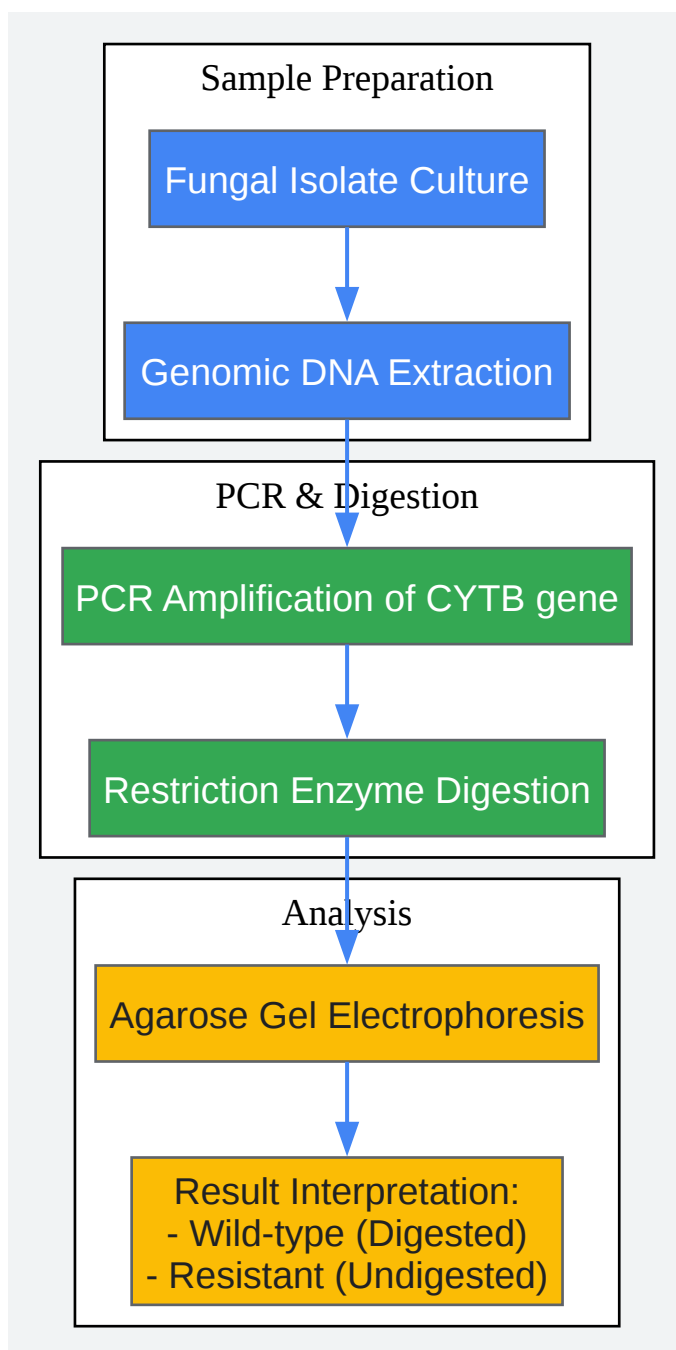 Sample Preparation
Fungal Isolate Culture
Genomic DNA Extraction
PCR & Digestion
PCR Amplification of CYTB gene
Restriction Enzyme Digestion
Analysis
Agarose Gel Electrophoresis
Result Interpretation:
- Wild-type (Digested)
- Resistant (Undigested)